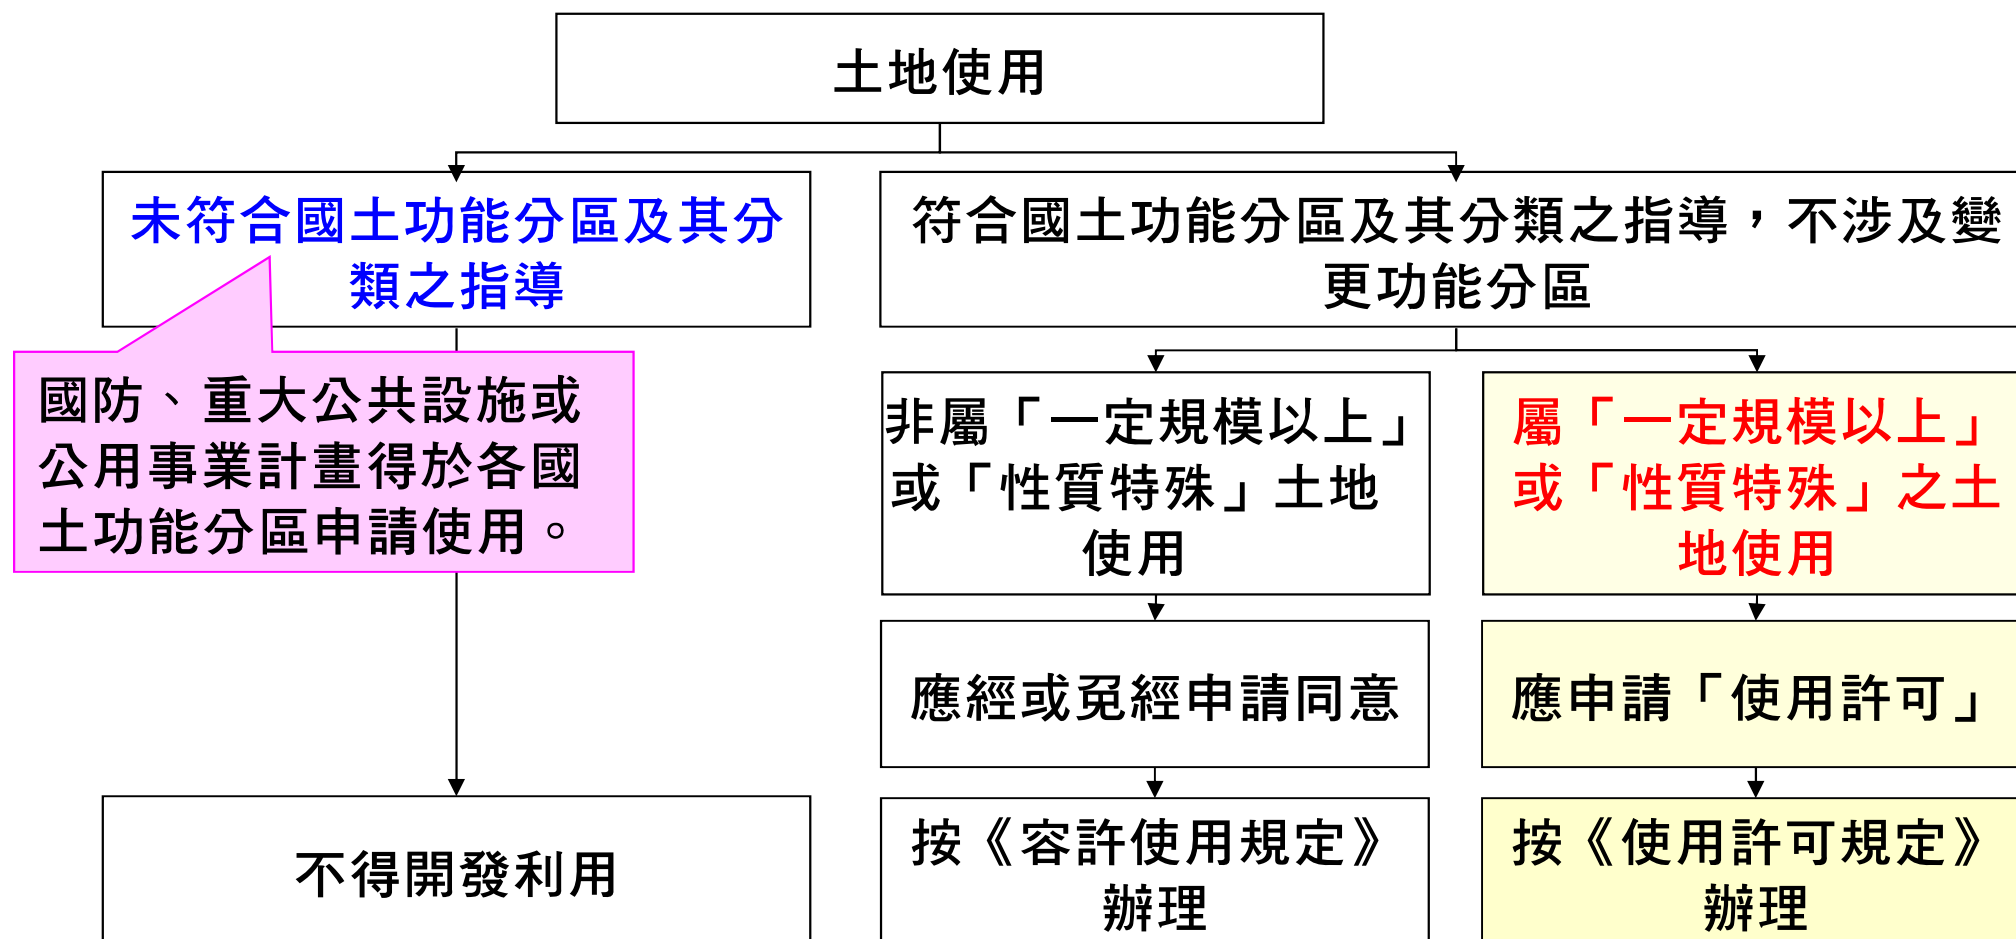 土地使用
未符合國土功能分區及其分
類之指導
符合國土功能分區及其分類之指導，不涉及變
更功能分區
國防、重大公共設施或
公用事業計畫得於各國
土功能分區申請使用。
非屬「一定規模以上」
或「性質特殊」土地
使用
屬「一定規模以上」
或「性質特殊」之土
地使用
應經或免經申請同意
應申請「使用許可」
不得開發利用
按《容許使用規定》
辦理
按《使用許可規定》
辦理